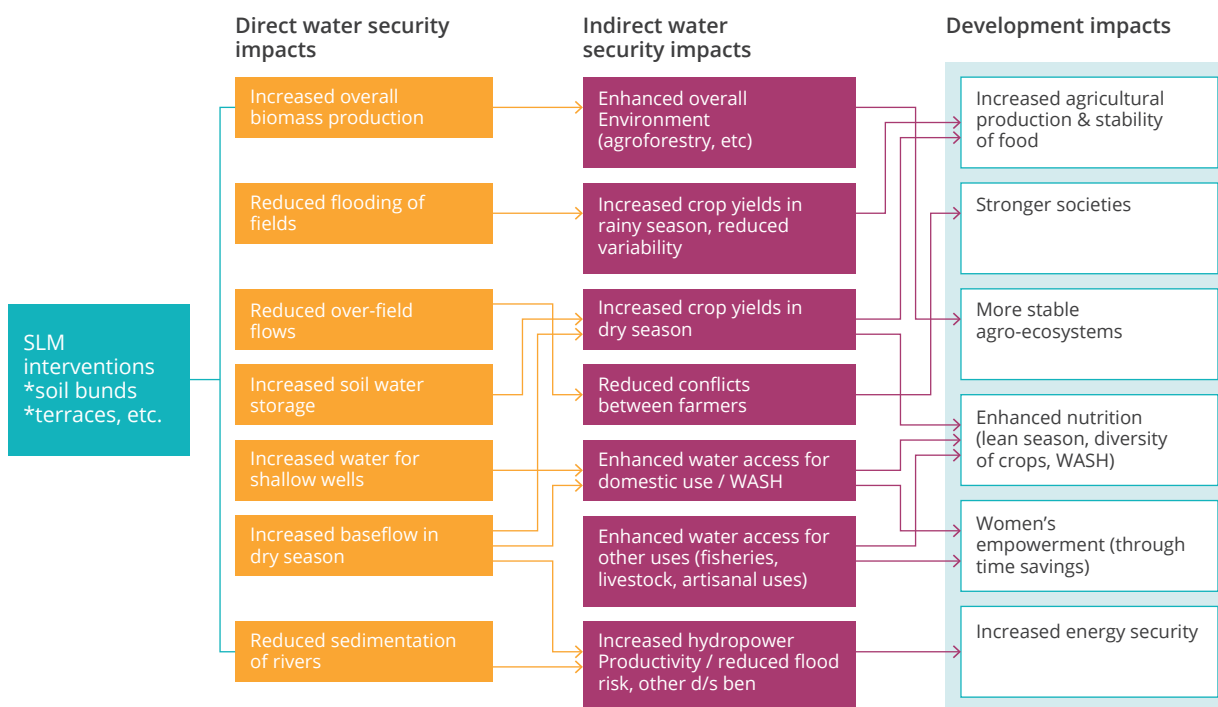 Direct water security
impacts
Indirect water
security impacts
Development impacts
SLM
interventions
*soil bunds
*terraces, etc.
Increased overall
biomass production
Reduced flooding of
fields
Reduced over-field
flows
Increased soil water
storage
Increased water for
shallow wells
Increased baseflow in
dry season
Reduced sedimentation
of rivers
Enhanced overall
Environment
(agroforestry, etc)
Increased crop yields in
rainy season, reduced
variability
Increased crop yields in
dry season
Reduced conflicts
between farmers
Enhanced water access for
domestic use / WASH
Enhanced water access for
other uses (fisheries,
livestock, artisanal uses)
Increased hydropower
Productivity / reduced flood
risk, other d/s ben
Increased agricultural
production & stability
of food
Stronger societies
More stable
agro-ecosystems
Enhanced nutrition
(lean season, diversity
of crops, WASH)
Women’s
empowerment (through
time savings)
Increased energy security